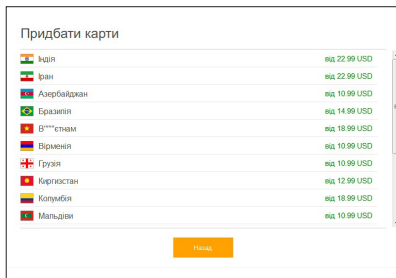 Придбати карти
Індія від 22.99 USD
Іран від 22.99 USD
Азербайджан від 10.99 USD
Бразилія від 14.99 USD
В''''єтнам від 18.99 USD
Вірменія від 10.99 USD
Грузія від 10.99 USD
Киргизстан від 12.99 USD
Колумбія від 18.99 USD
Мальдіви від 10.99 USD
Назад